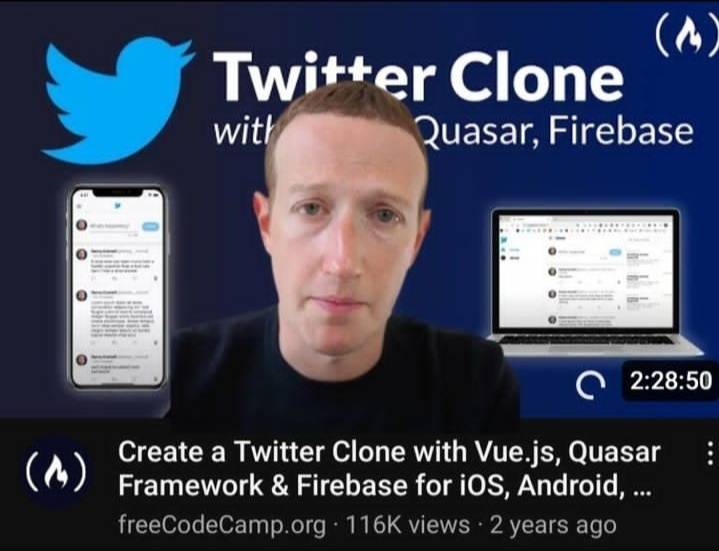 Twitter Clone
with Quasar, Firebase
2:28:50
Create a Twitter Clone with Vue.js, Quasar
Framework & Firebase for iOS, Android, ...
freeCodeCamp.org · 116K views · 2 years ago